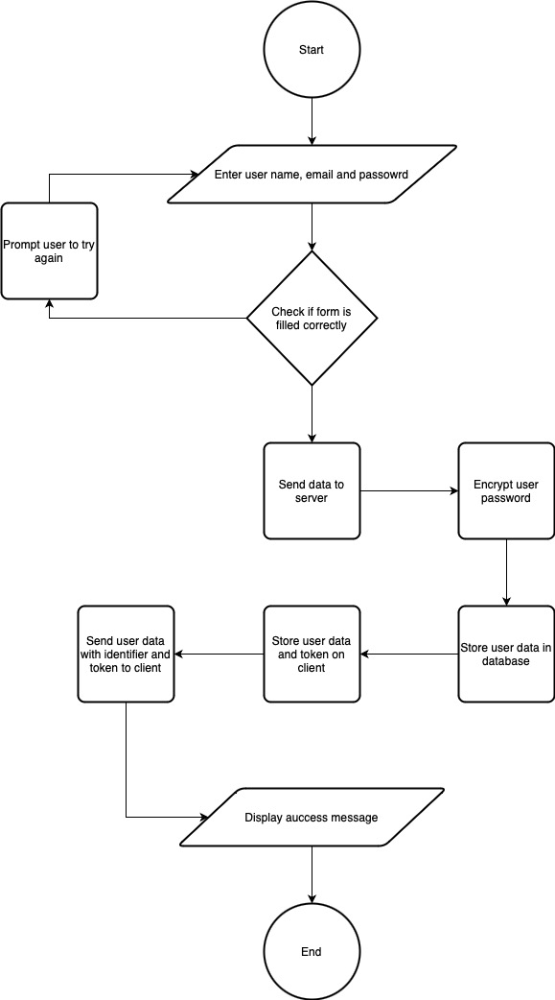 Start
Enter user name, email and passowrd
Prompt user to try
again
Check if form is
filled correctly
Send data to
server
Encrypt user
password
Store user data in
database
Store user data
and token on
client
Send user data
with identifier and
token to client
Display auccess message
End